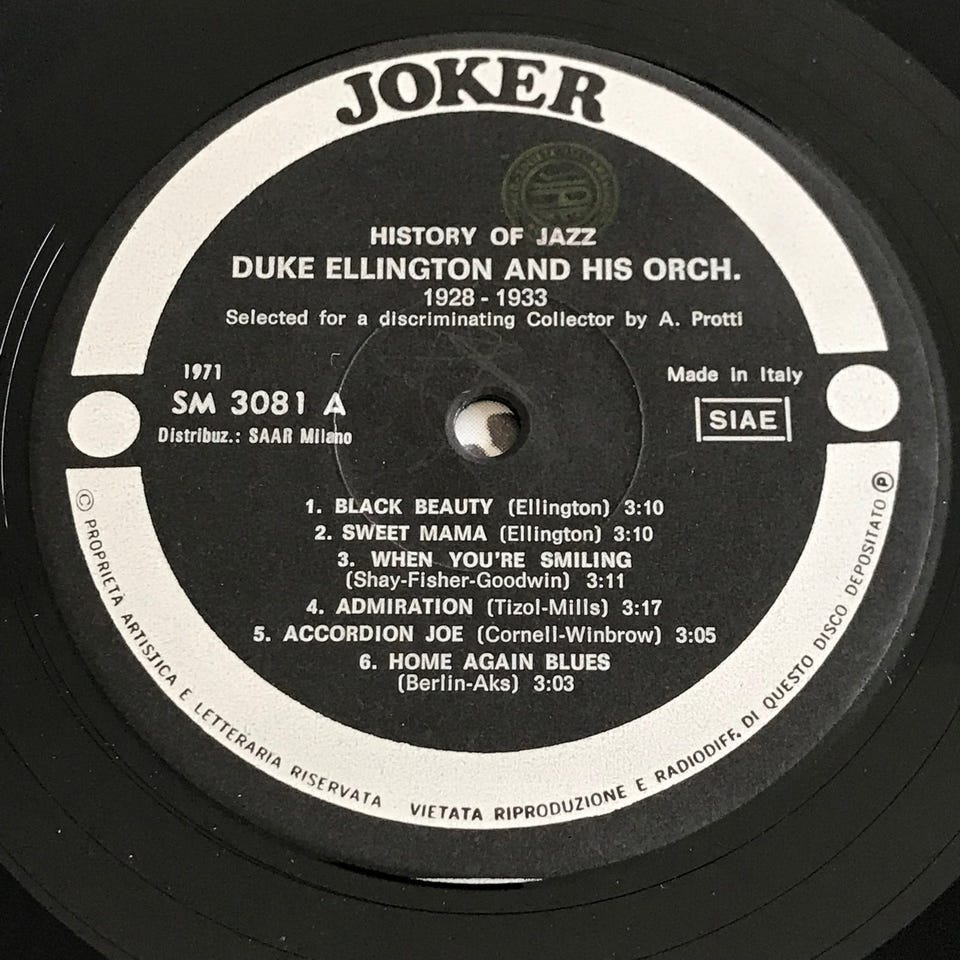 JOKER
HISTORY OF JAZZ
DUKE ELLINGTON AND HIS ORCH.
1928 - 1933
Selected for a discriminating Collector by A. Protti
1971
SM 3081 A
Distribuz.: SAAR Milano
Made in Italy
SIAE
1. BLACK BEAUTY (Ellington) 3:10
2. SWEET MAMA (Ellington) 3:10
3. WHEN YOU'RE SMILING
(Shay-Fisher-Goodwin) 3:11
4. ADMIRATION (Tizol-Mills) 3:17
5. ACCORDION JOE (Cornell-Winbrow) 3:05
6. HOME AGAIN BLUES
(Berlin-Aks) 3:03
© PROPRIETA ARTISTICA E LETTERARIA RISERVATA VIETATA RIPRODUZIONE E RADIODIFF. DI QUESTO DISCO DEPOSITATO ℗